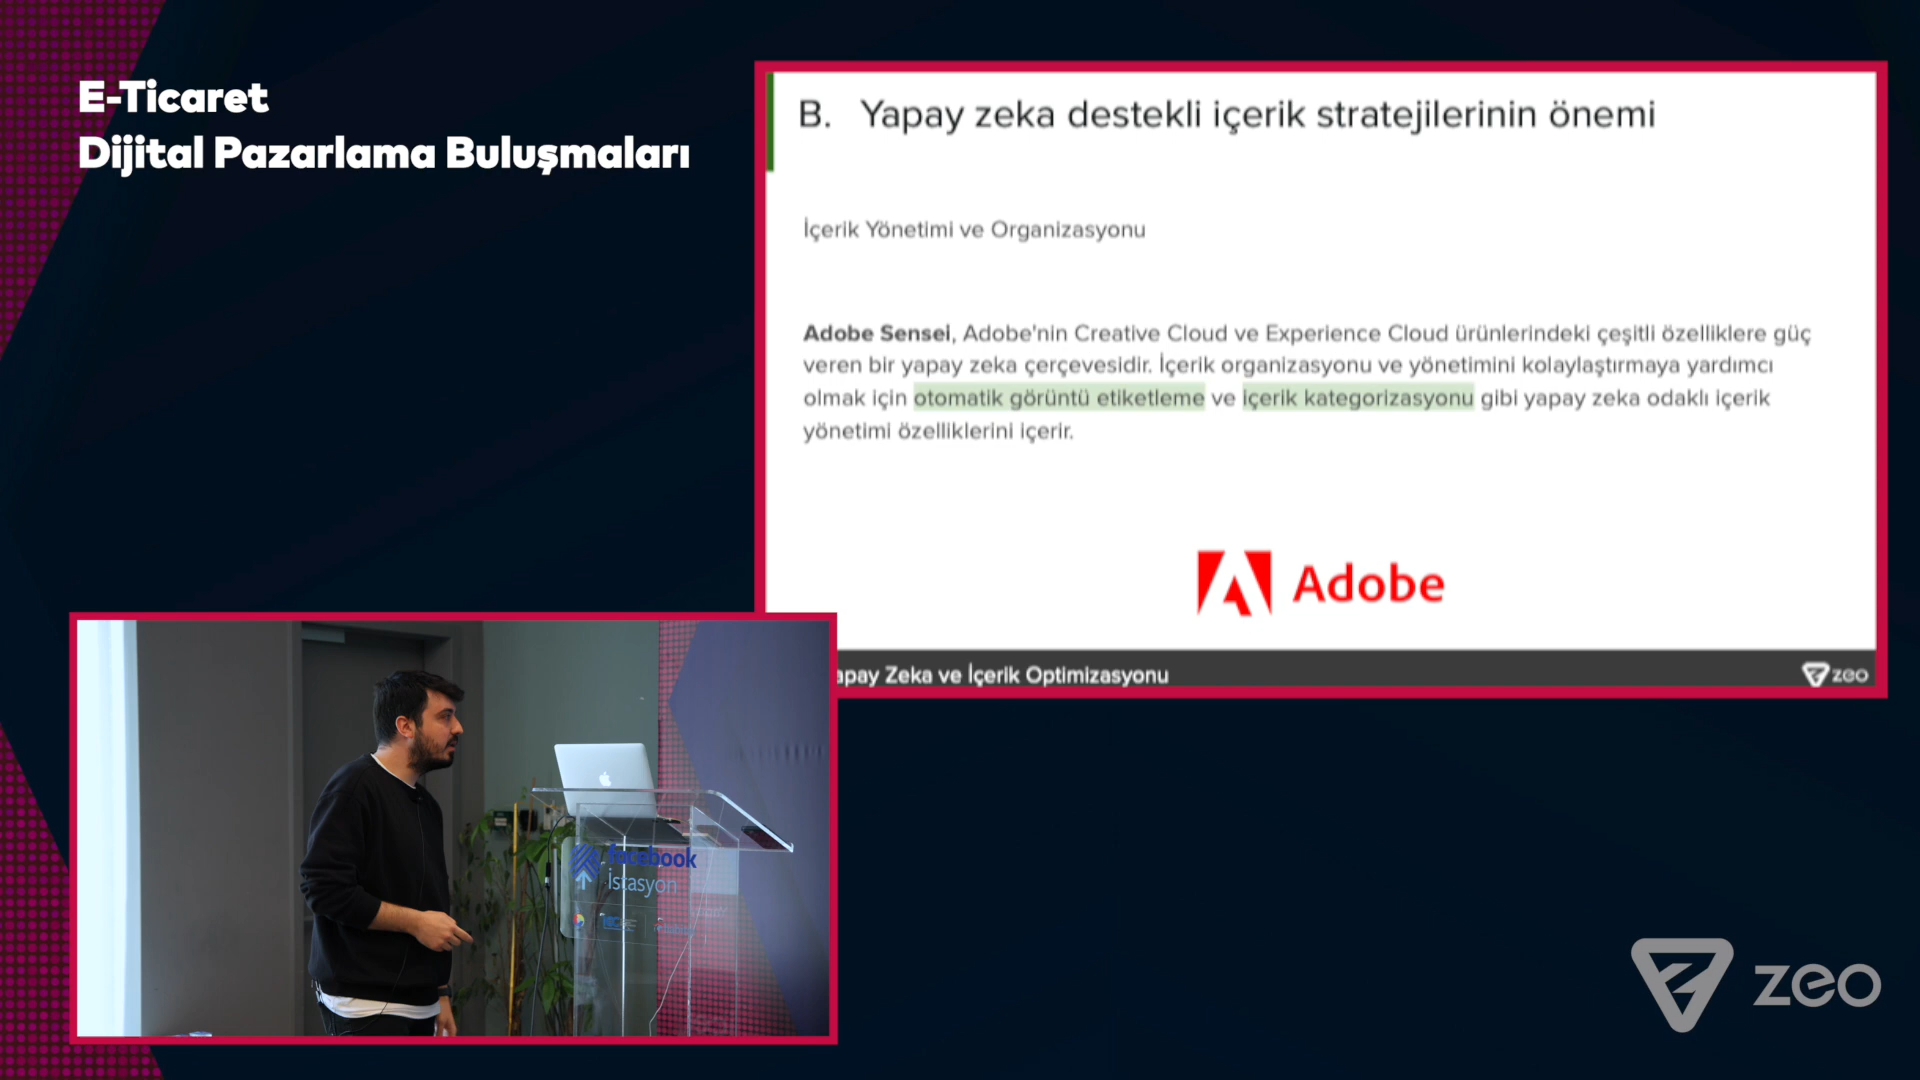 E-Ticaret
Dijital Pazarlama Buluşmaları
B. Yapay zeka destekli içerik stratejilerinin önemi
İçerik Yönetimi ve Organizasyonu
Adobe Sensei, Adobe'nin Creative Cloud ve Experience Cloud ürünlerindeki çeşitli özelliklere güç
veren bir yapay zeka çerçevesidir. İçerik organizasyonu ve yönetimini kolaylaştırmaya yardımcı
olmak için otomatik görüntü etiketleme ve içerik kategorizasyonu gibi yapay zeka odaklı içerik
yönetimi özelliklerini içerir.
Adobe
apay Zeka ve İçerik Optimizasyonu
zeo
facebook
İstasyon
zeo